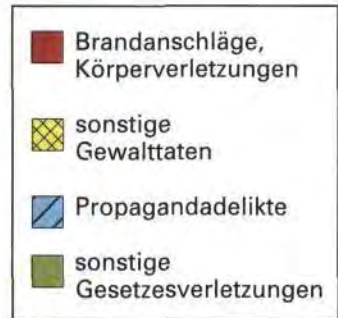 Brandanschläge,
Körperverletzungen
sonstige
Gewalttaten
Propagandadelikte
sonstige
Gesetzesverletzungen